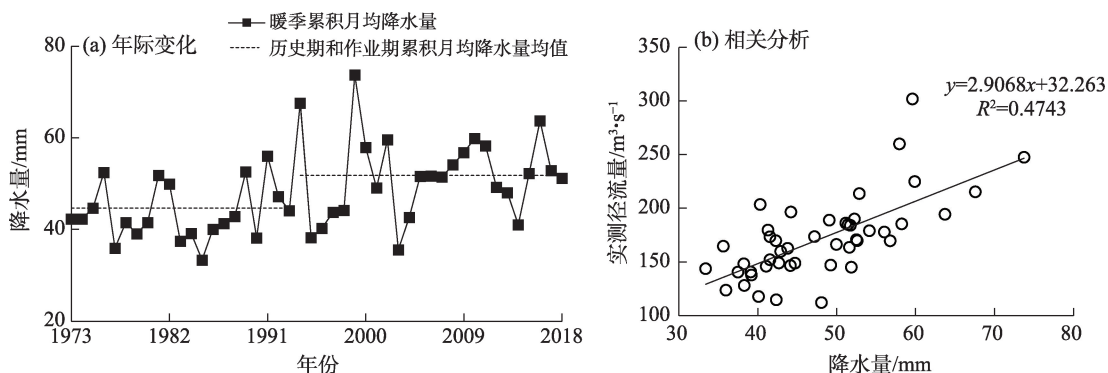 暖季累积月均降水量
历史期和作业期累积月均降水量均值
(a) 年际变化
降水量/mm
80
60
40
20
1973
1982
1991
2000
2009
2018
年份
(b) 相关分析
y=2.9068x+32.263
R²=0.4743
实测径流量/m³•s⁻¹
350
300
250
200
150
100
30
40
50
60
70
80
降水量/mm